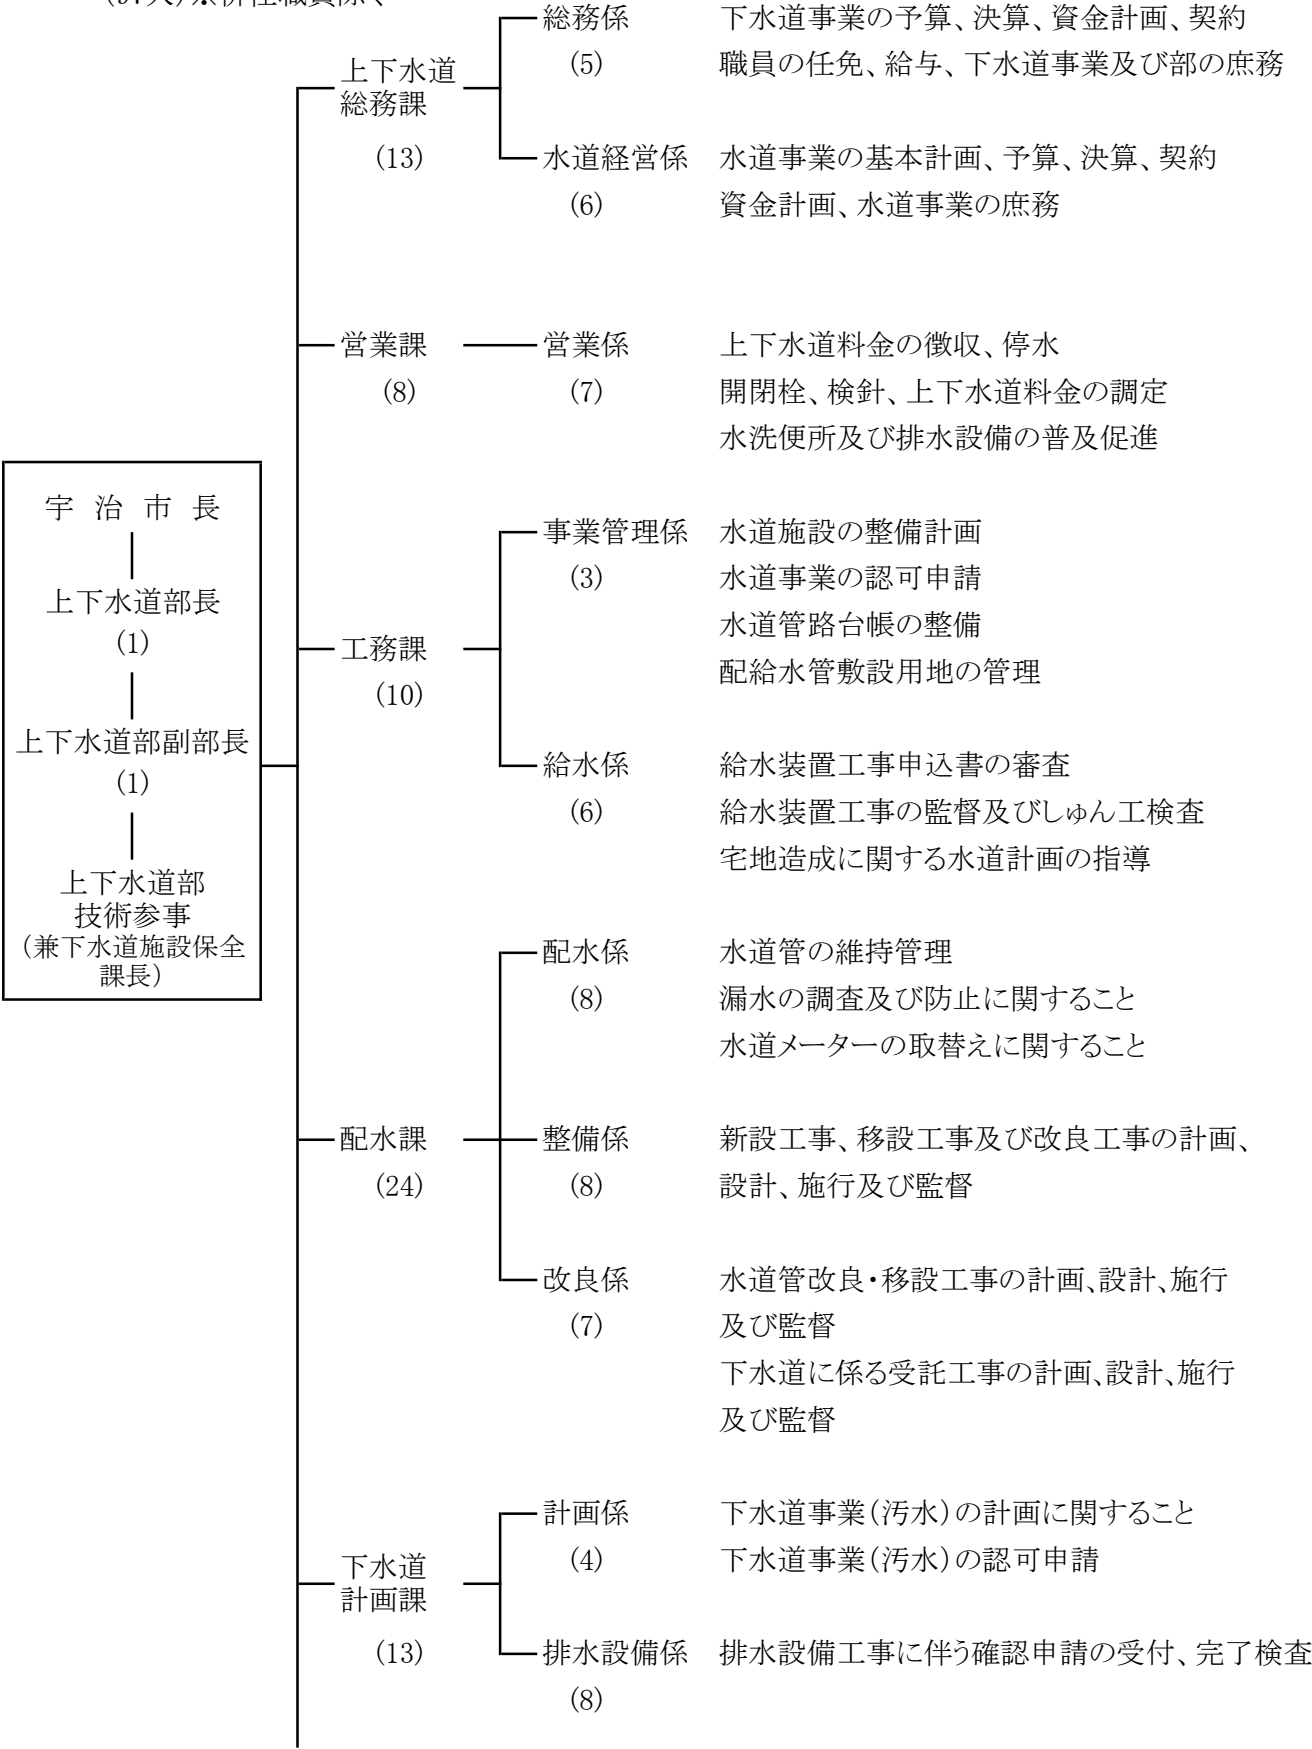 総務係 下水道事業の予算、決算、資金計画、契約
(5) 職員の任免、給与、下水道事業及び部の庶務
上下水道
総務課
(13)
水道経営係 水道事業の基本計画、予算、決算、契約
(6) 資金計画、水道事業の庶務
営業課 営業係 上下水道料金の徴収、停水
(8) (7) 開閉栓、検針、上下水道料金の調定
水洗便所及び排水設備の普及促進
宇治市長
上下水道部長
(1)
上下水道部副部長
(1)
上下水道部
技術参事
(兼下水道施設保全
課長)
事業管理係 水道施設の整備計画
(3) 水道事業の認可申請
水道管路台帳の整備
配給水管敷設用地の管理
工務課
(10)
給水係 給水装置工事申込書の審査
(6) 給水装置工事の監督及びしゅん工検査
宅地造成に関する水道計画の指導
配水係 水道管の維持管理
(8) 漏水の調査及び防止に関すること
水道メーターの取替えに関すること
配水課 整備係 新設工事、移設工事及び改良工事の計画、
(24) (8) 設計、施行及び監督
改良係 水道管改良・移設工事の計画、設計、施行
(7) 及び監督
下水道に係る受託工事の計画、設計、施行
及び監督
計画係 下水道事業(汚水)の計画に関すること
(4) 下水道事業(汚水)の認可申請
下水道
計画課
(13)
排水設備係 排水設備工事に伴う確認申請の受付、完了検査
(8)